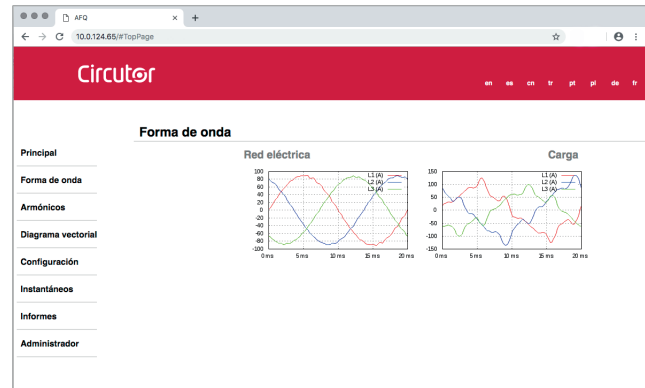 AFQ
10.0.124.65/#TopPage
Circutor
en es cn tr pt pl de fr
Forma de onda
Principal
Forma de onda
Armónicos
Diagrama vectorial
Configuración
Instantáneos
Informes
Administrador
Red eléctrica
L1 (A)
L2 (A)
L3 (A)
100
80
60
40
20
0
-20
-40
-60
-80
-100
0 ms 5 ms 10 ms 15 ms 20 ms
Carga
L1 (A)
L2 (A)
L3 (A)
150
100
50
0
-50
-100
-150
0 ms 5 ms 10 ms 15 ms 20 ms